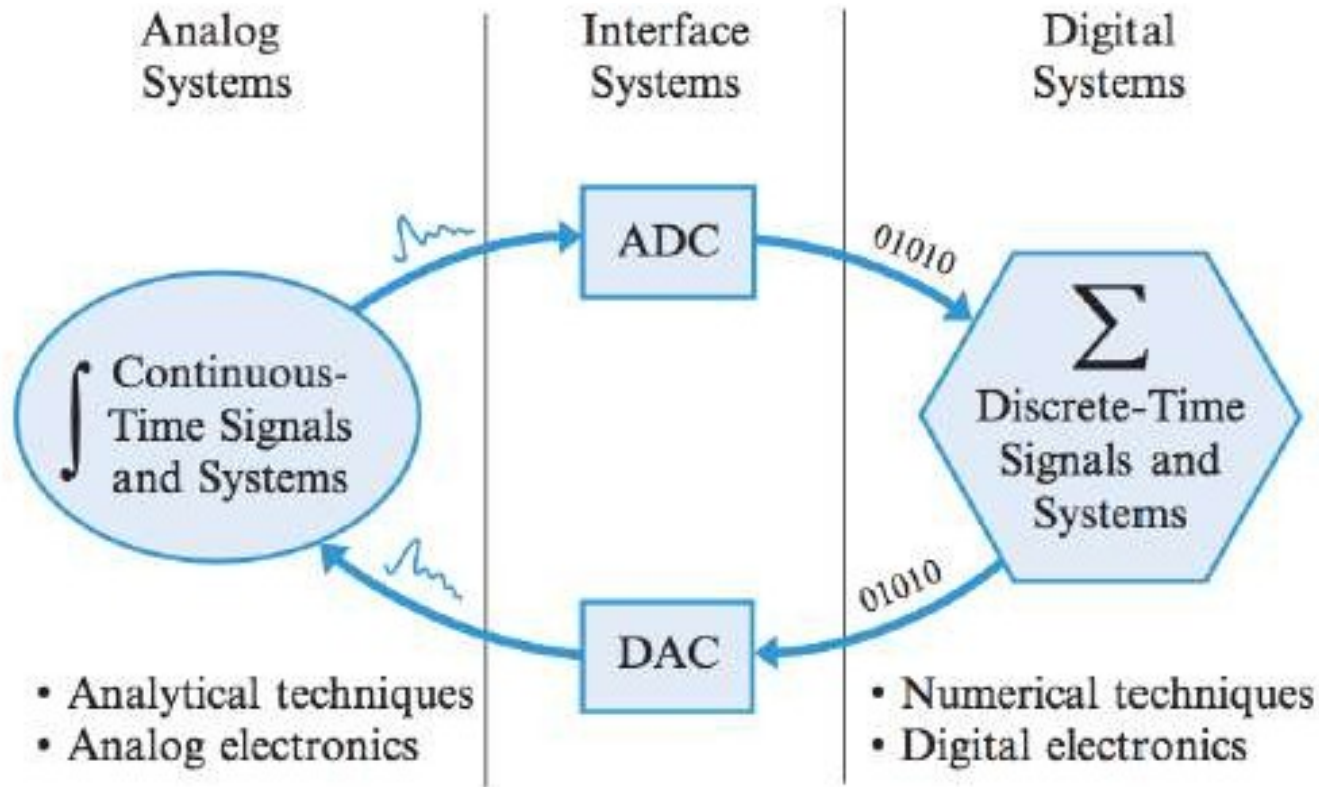 Analog
Systems
Interface
Systems
Digital
Systems
ADC
01010
∫
Continuous-
Time Signals
and Systems
∑
Discrete-Time
Signals and
Systems
01010
DAC
• Analytical techniques
• Analog electronics
• Numerical techniques
• Digital electronics